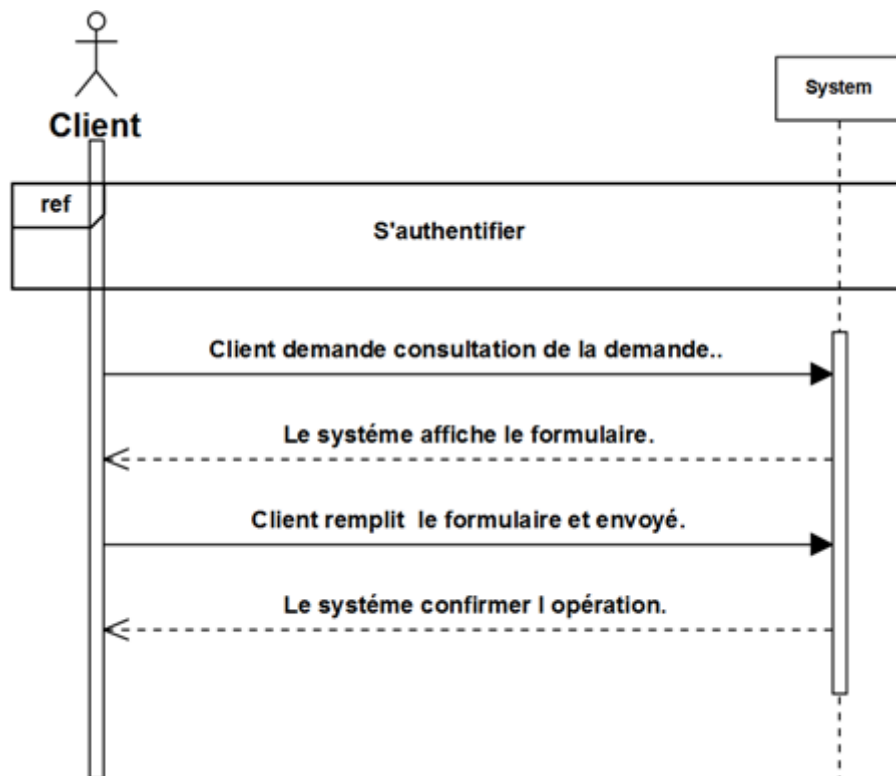 Client
System
ref
S'authentifier
Client demande consultation de la demande..
Le systéme affiche le formulaire.
Client remplit le formulaire et envoyé.
Le systéme confirmer l opération.